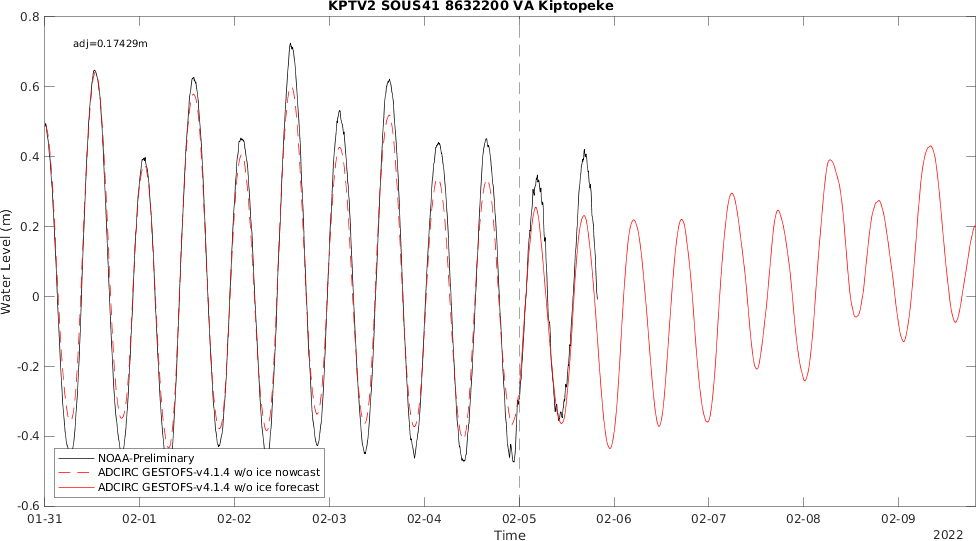 KPTV2 SOUS41 8632200 VA Kiptopeke
adj=0.17429m
Water Level (m)
0.8
0.6
0.4
0.2
0
-0.2
-0.4
-0.6
NOAA-Preliminary
ADCIRC GESTOFS-v4.1.4 w/o ice nowcast
ADCIRC GESTOFS-v4.1.4 w/o ice forecast
01-31 02-01 02-02 02-03 02-04 02-05 02-06 02-07 02-08 02-09
Time
2022